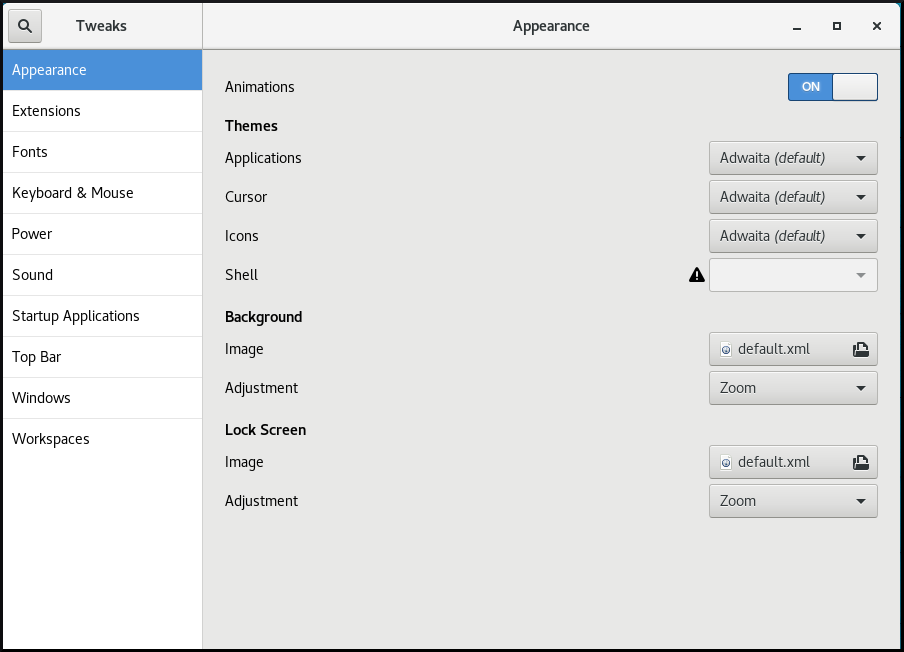 Tweaks
Appearance
Appearance
Extensions
Fonts
Keyboard & Mouse
Power
Sound
Startup Applications
Top Bar
Windows
Workspaces
Animations ON
Themes
Applications Adwaita (default)
Cursor Adwaita (default)
Icons Adwaita (default)
Shell
Background
Image default.xml
Adjustment Zoom
Lock Screen
Image default.xml
Adjustment Zoom